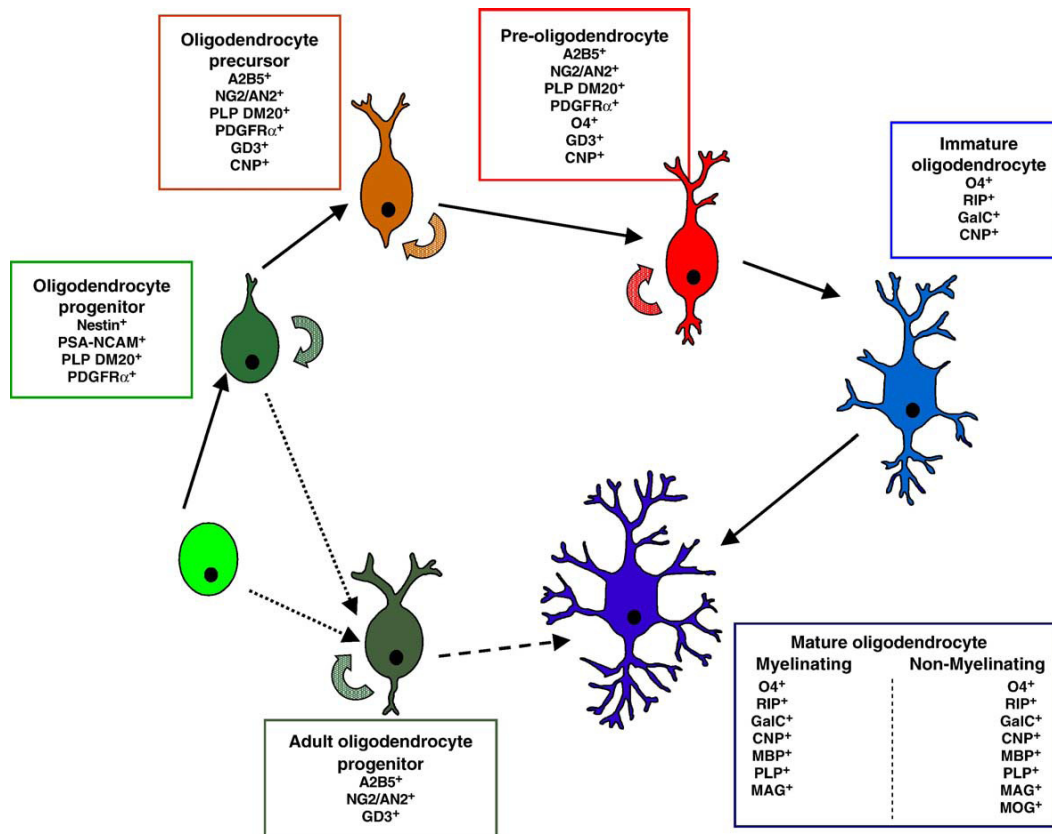 Oligodendrocyte
precursor
A2B5⁺
NG2/AN2⁺
PLP DM20⁺
PDGFRα⁺
GD3⁺
CNP⁺
Pre-oligodendrocyte
A2B5⁺
NG2/AN2⁺
PLP DM20⁺
PDGFRα⁺
O4⁺
GD3⁺
CNP⁺
Immature
oligodendrocyte
O4⁺
RIP⁺
GalC⁺
CNP⁺
Oligodendrocyte
progenitor
Nestin⁺
PSA-NCAM⁺
PLP DM20⁺
PDGFRα⁺
Adult oligodendrocyte
progenitor
A2B5⁺
NG2/AN2⁺
GD3⁺
Mature oligodendrocyte
Myelinating Non-Myelinating
O4⁺ O4⁺
RIP⁺ RIP⁺
GalC⁺ GalC⁺
CNP⁺ CNP⁺
MBP⁺ MBP⁺
PLP⁺ PLP⁺
MAG⁺ MAG⁺
MOG⁺